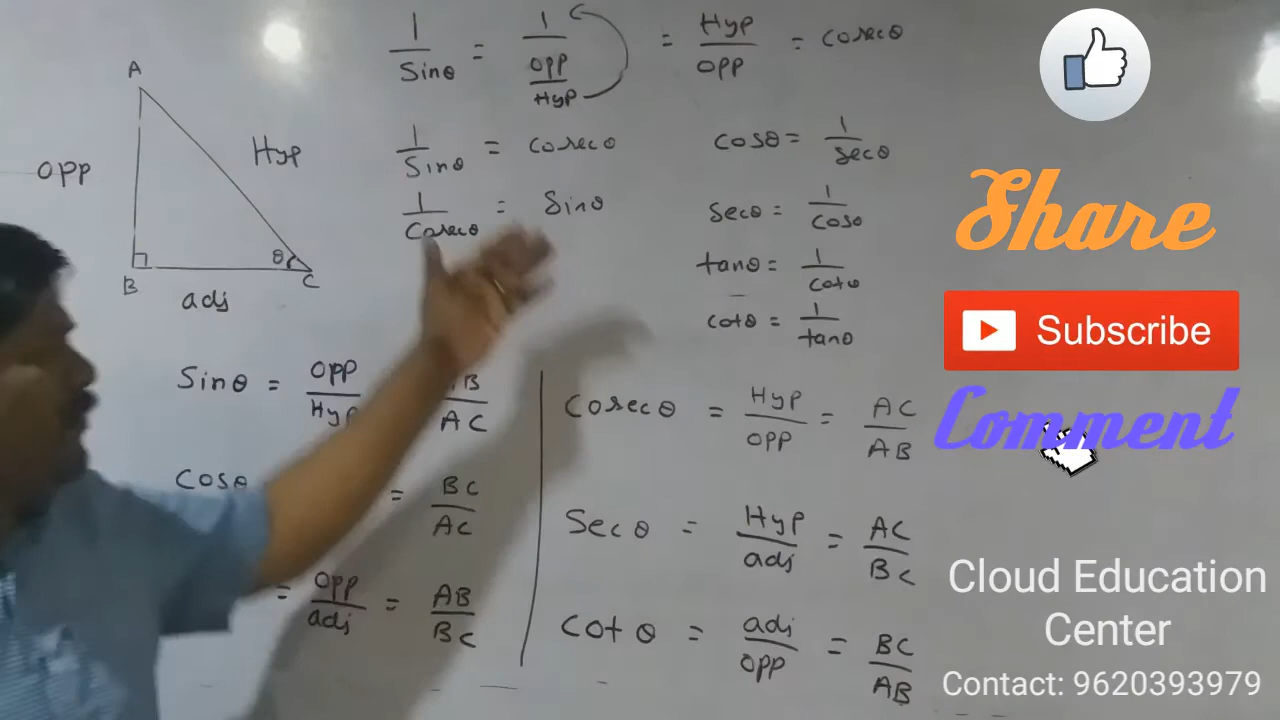 A
Opp
Hyp
B
θ
C
adj
1/Sinθ = 1/(Opp/Hyp) = Hyp/Opp = Cosecθ
1/Sinθ = Cosecθ
1/Cosecθ = Sinθ
Cosθ = 1/Secθ
Secθ = 1/Cosθ
tanθ = 1/Cotθ
Cotθ = 1/tanθ
Sinθ = Opp/Hyp B/AC
Cosθ = BC/AC
= Opp/adj = AB/BC
Cosecθ = Hyp/Opp = AC/AB
Secθ = Hyp/adj = AC/BC
Cotθ = adj/Opp = BC/AB
Share
Subscribe
Comment
Cloud Education
Center
Contact: 9620393979